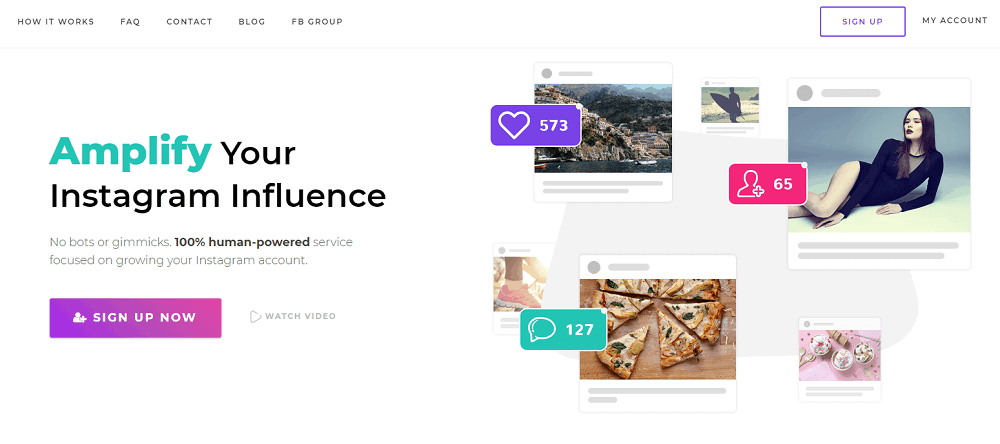 HOW IT WORKS
FAQ
CONTACT
BLOG
FB GROUP
SIGN UP
MY ACCOUNT
Amplify Your
Instagram Influence
No bots or gimmicks. 100% human-powered service
focused on growing your Instagram account.
SIGN UP NOW
WATCH VIDEO
573
65
127